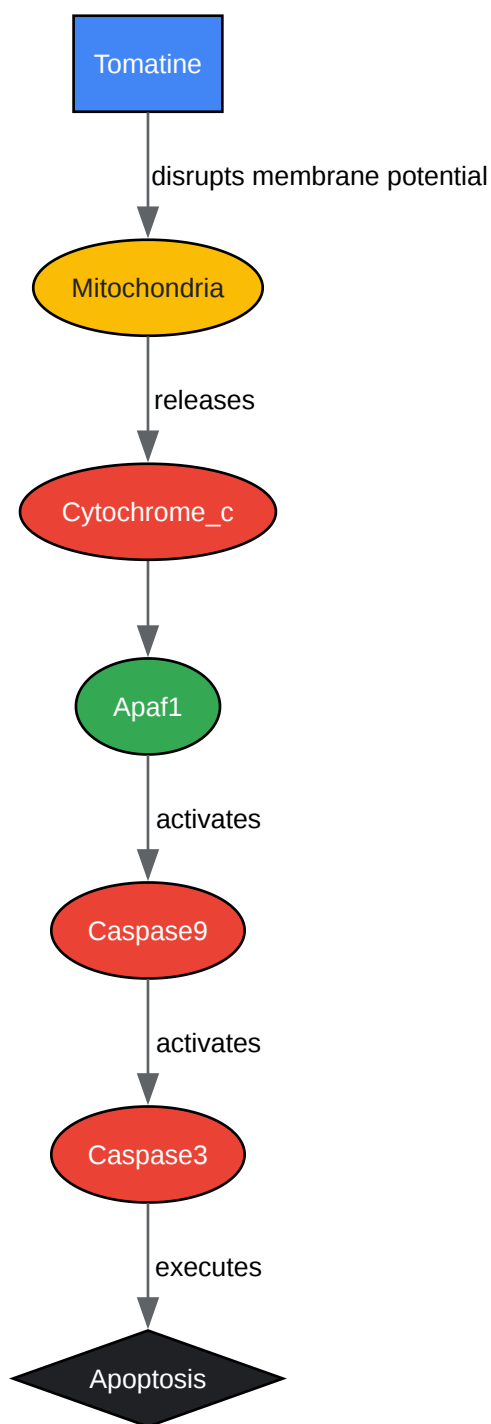 Tomatine
disrupts membrane potential
Mitochondria
releases
Cytochrome_c
Apaf1
activates
Caspase9
activates
Caspase3
executes
Apoptosis